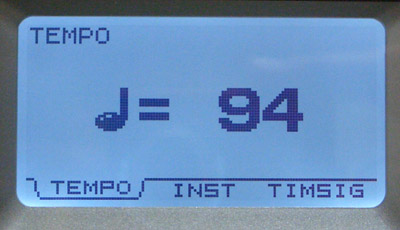 TEMPO
♩= 94
TEMPO INST TIMSIG